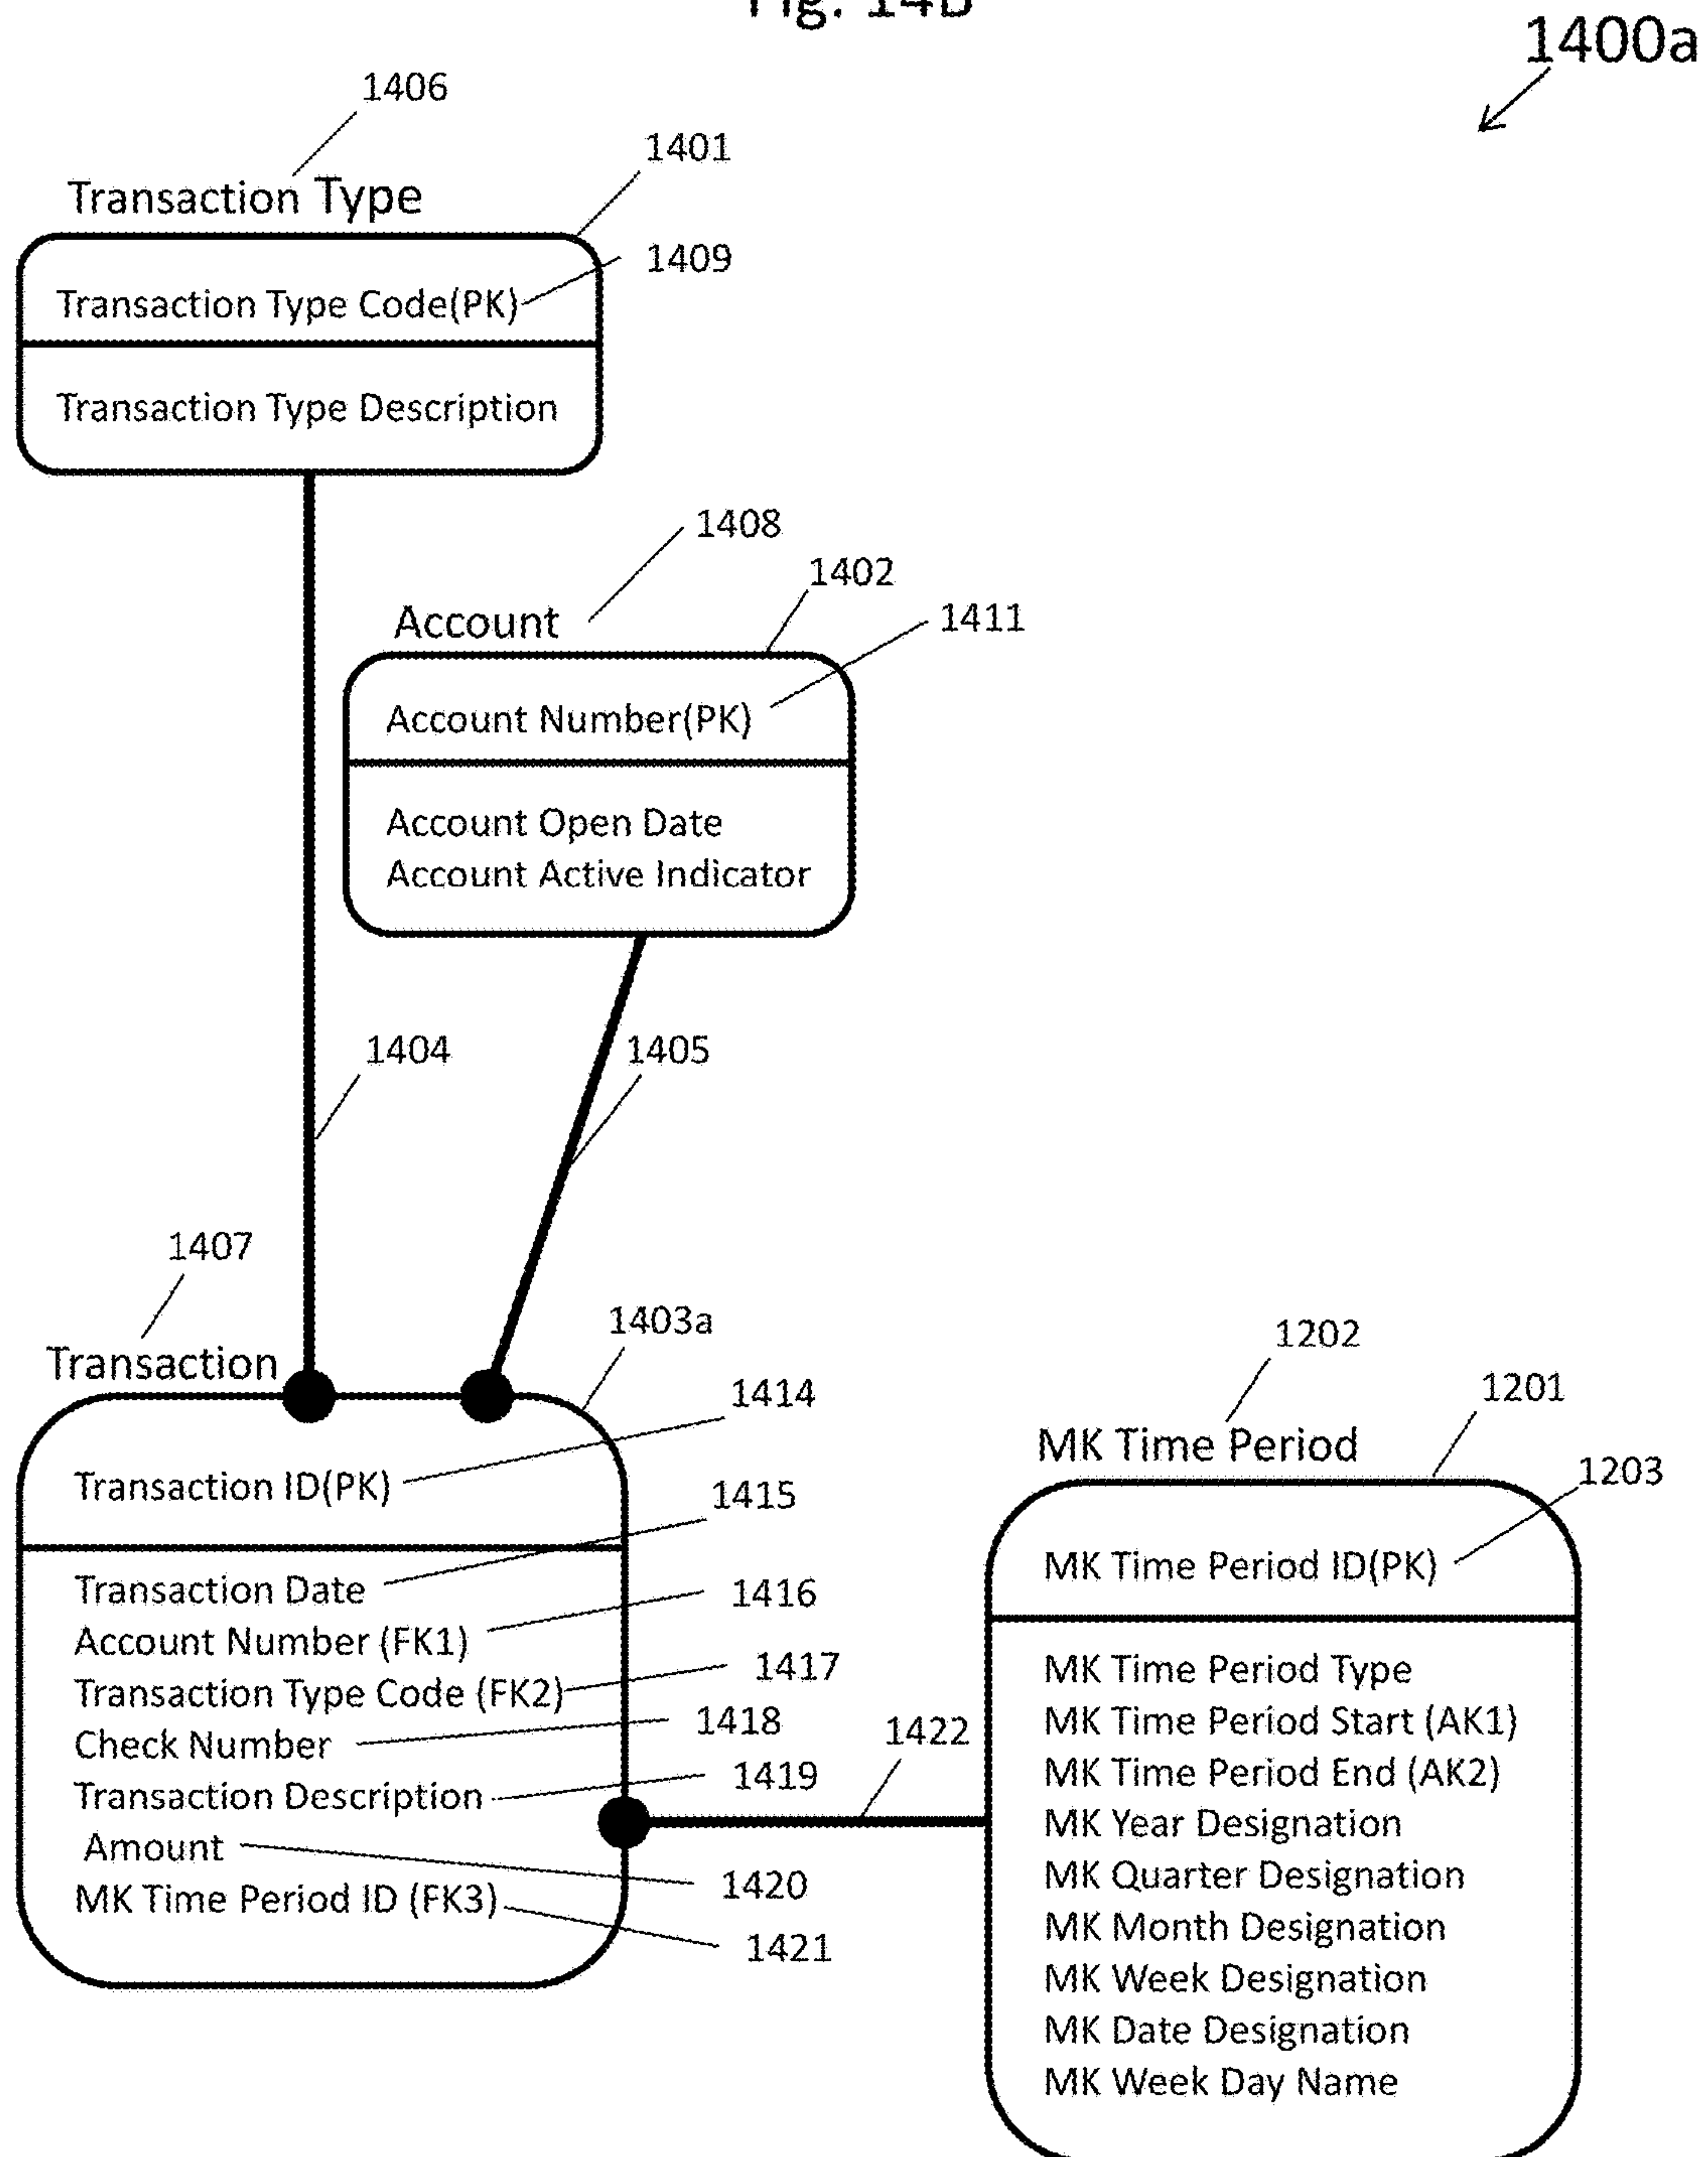 Fig. 14B
1400a
1406
1401
Transaction Type
1409
Transaction Type Code(PK)
Transaction Type Description
1408
1402
1411
Account
Account Number(PK)
Account Open Date
Account Active Indicator
1404
1405
1407
1403a
Transaction
1414
Transaction ID(PK)
1415
Transaction Date
1416
Account Number (FK1)
1417
Transaction Type Code (FK2)
1418
Check Number
1419
Transaction Description
Amount
1420
MK Time Period ID (FK3)
1421
1422
1202
1201
MK Time Period
1203
MK Time Period ID(PK)
MK Time Period Type
MK Time Period Start (AK1)
MK Time Period End (AK2)
MK Year Designation
MK Quarter Designation
MK Month Designation
MK Week Designation
MK Date Designation
MK Week Day Name